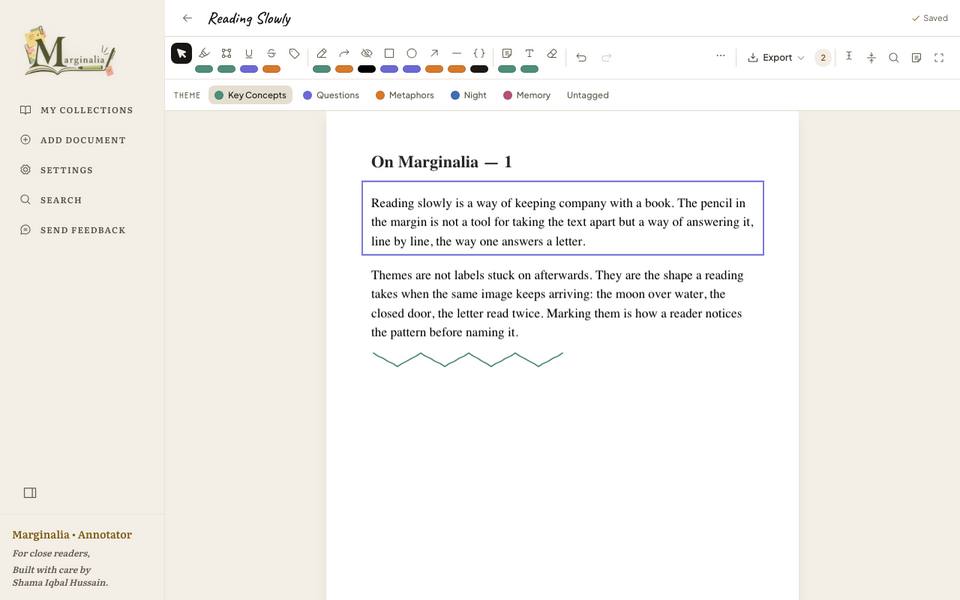 Marginalia
MY COLLECTIONS
ADD DOCUMENT
SETTINGS
SEARCH
SEND FEEDBACK
Marginalia • Annotator
For close readers,
Built with care by
Shama Iqbal Hussain.
Reading Slowly
Saved
Export
2
THEME
Key Concepts
Questions
Metaphors
Night
Memory
Untagged
On Marginalia — 1
Reading slowly is a way of keeping company with a book. The pencil in
the margin is not a tool for taking the text apart but a way of answering it,
line by line, the way one answers a letter.
Themes are not labels stuck on afterwards. They are the shape a reading
takes when the same image keeps arriving: the moon over water, the
closed door, the letter read twice. Marking them is how a reader notices
the pattern before naming it.